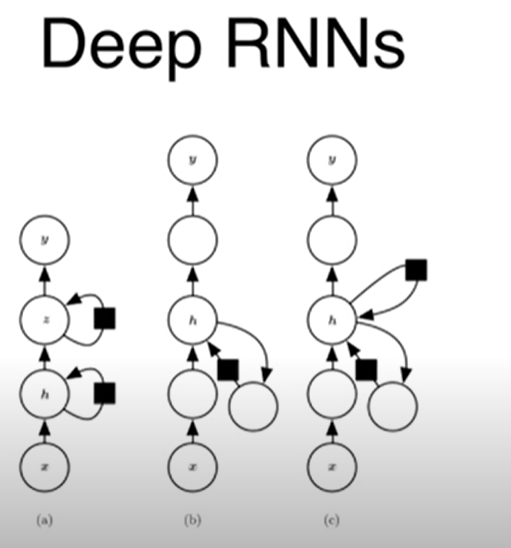 Deep RNNs
y y
y
z h h
h
x x x
(a) (b) (c)